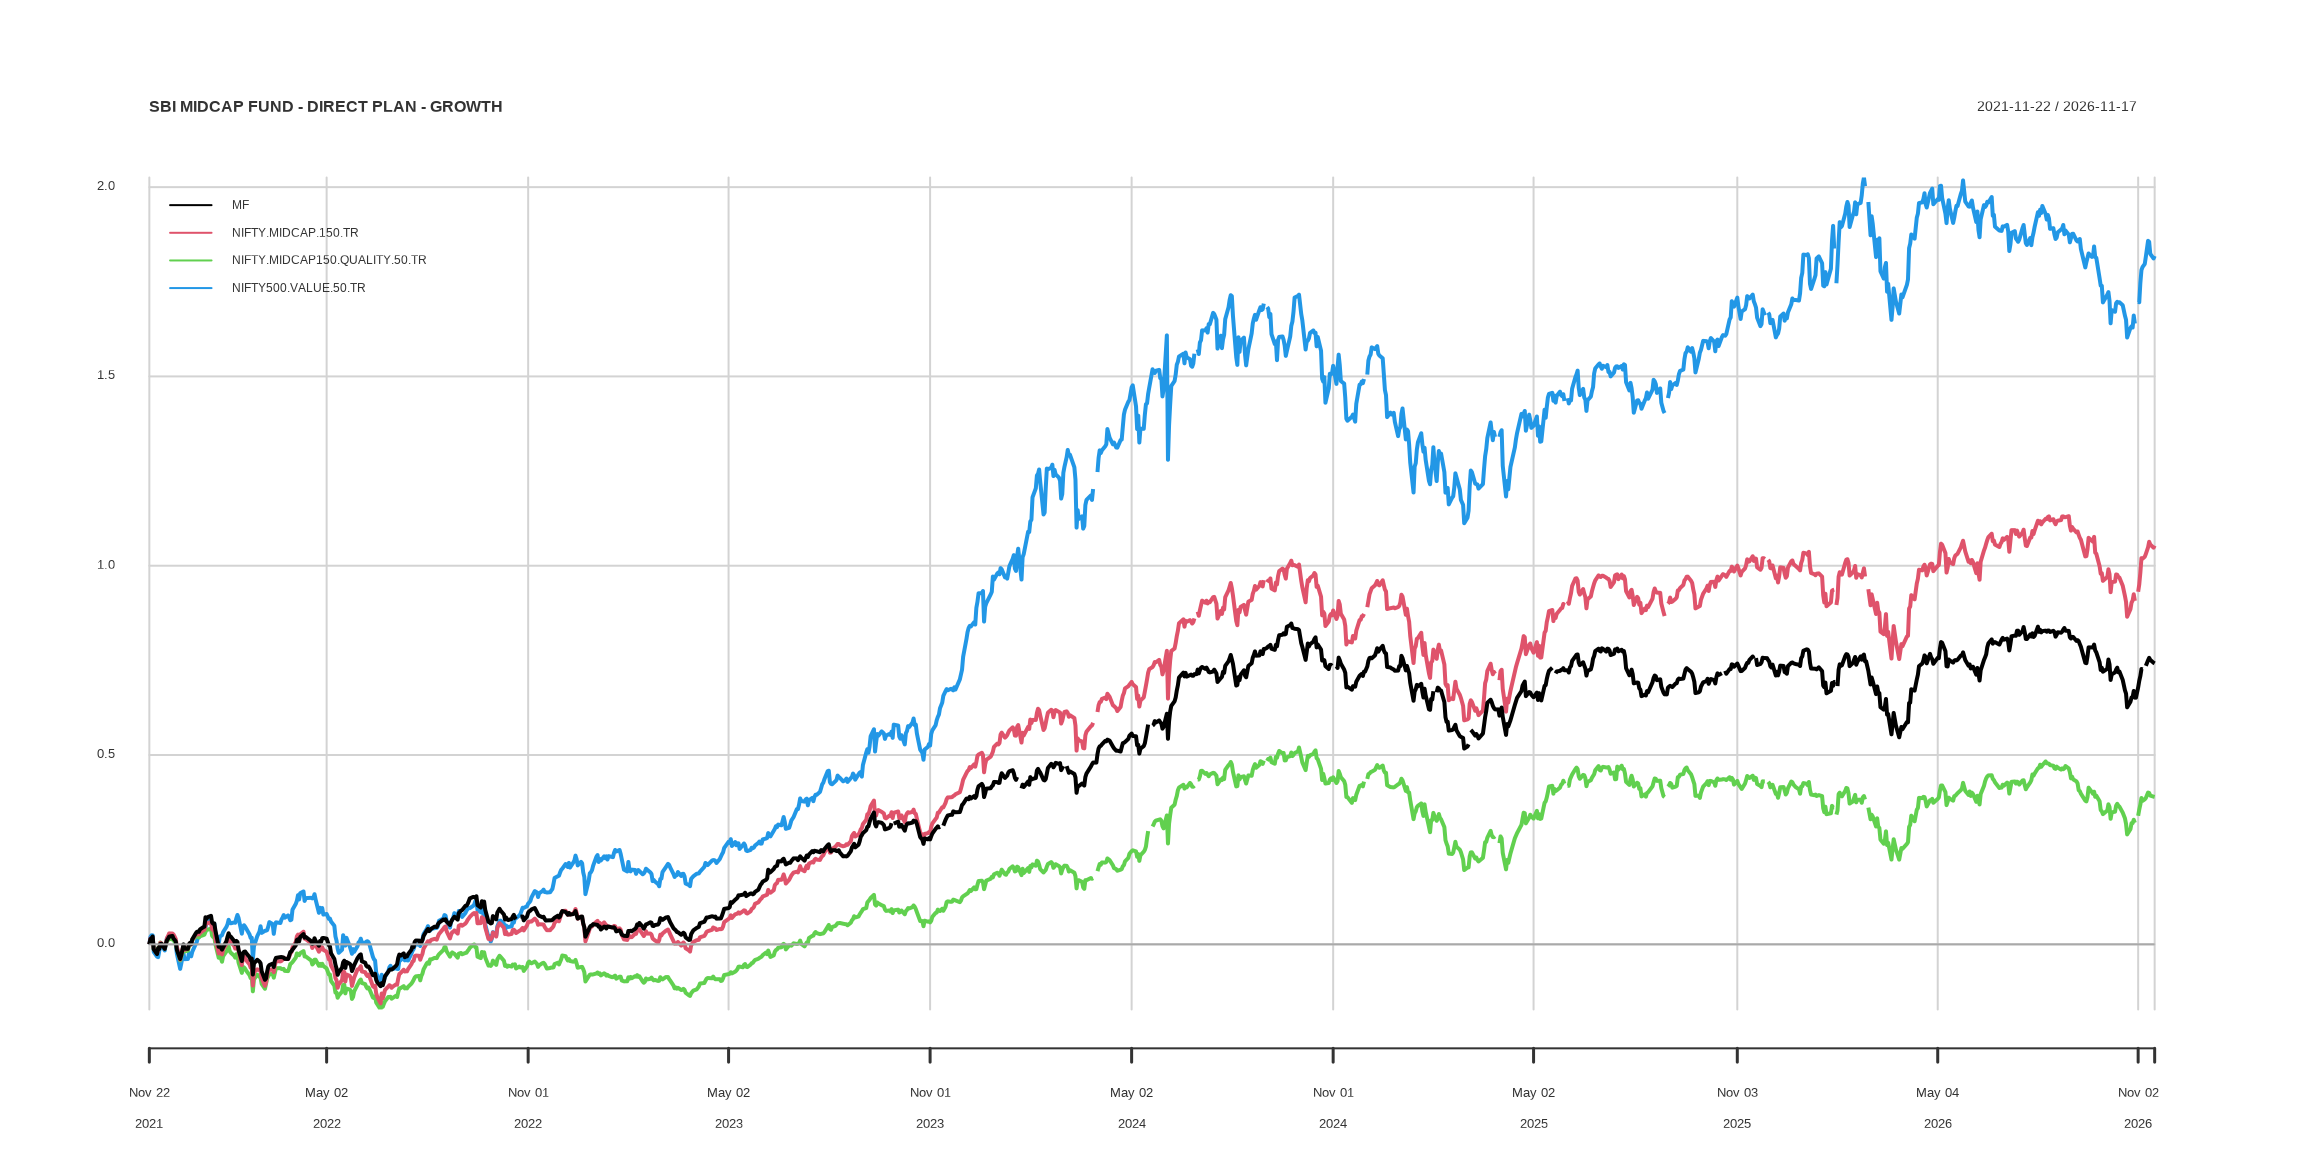 SBI MIDCAP FUND - DIRECT PLAN - GROWTH
2021-11-22 / 2026-11-17
2.0
MF
NIFTY.MIDCAP.150.TR
NIFTY.MIDCAP150.QUALITY.50.TR
NIFTY500.VALUE.50.TR
1.5
1.0
0.5
0.0
Nov 22 May 02 Nov 01 May 02 Nov 01 May 02 Nov 01 May 02 Nov 03 May 04 Nov 02
2021 2022 2022 2023 2023 2024 2024 2025 2025 2026 2026